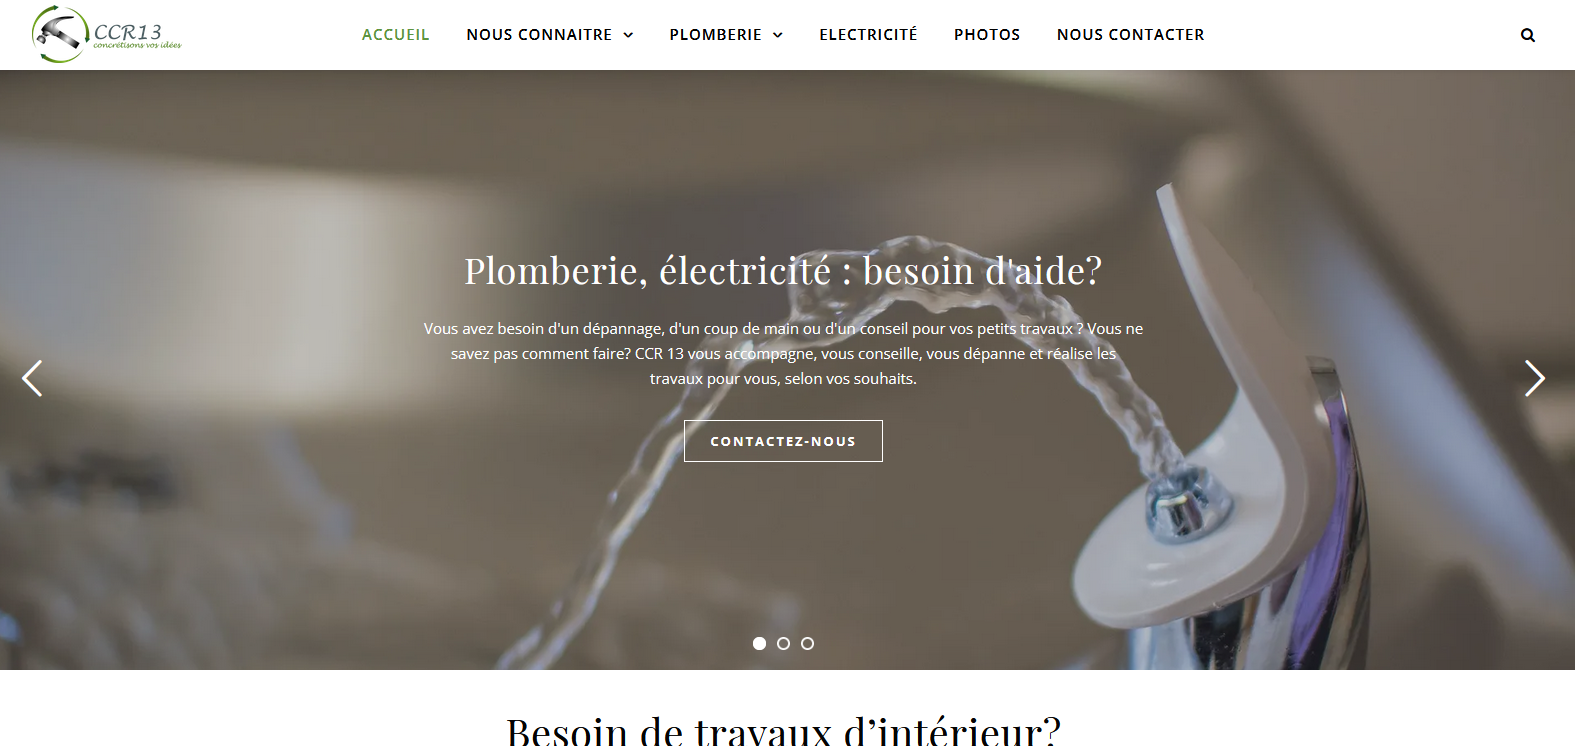 CCR13
concrétisons vos idées
ACCUEIL
NOUS CONNAITRE
PLOMBERIE
ELECTRICITÉ
PHOTOS
NOUS CONTACTER
Plomberie, électricité : besoin d'aide?
Vous avez besoin d'un dépannage, d'un coup de main ou d'un conseil pour vos petits travaux ? Vous ne
savez pas comment faire? CCR 13 vous accompagne, vous conseille, vous dépanne et réalise les
travaux pour vous, selon vos souhaits.
CONTACTEZ-NOUS
Besoin de travaux d’intérieur?